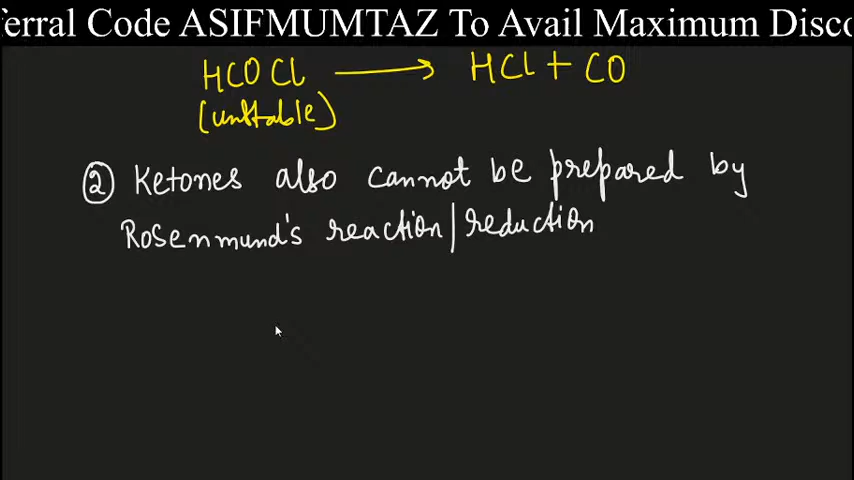 ferral Code ASIFMUMTAZ To Avail Maximum Disco
HCOCl ⟶ HCl + CO
(unstable)
② Ketones also cannot be prepared by
Rosenmund's reaction/reduction